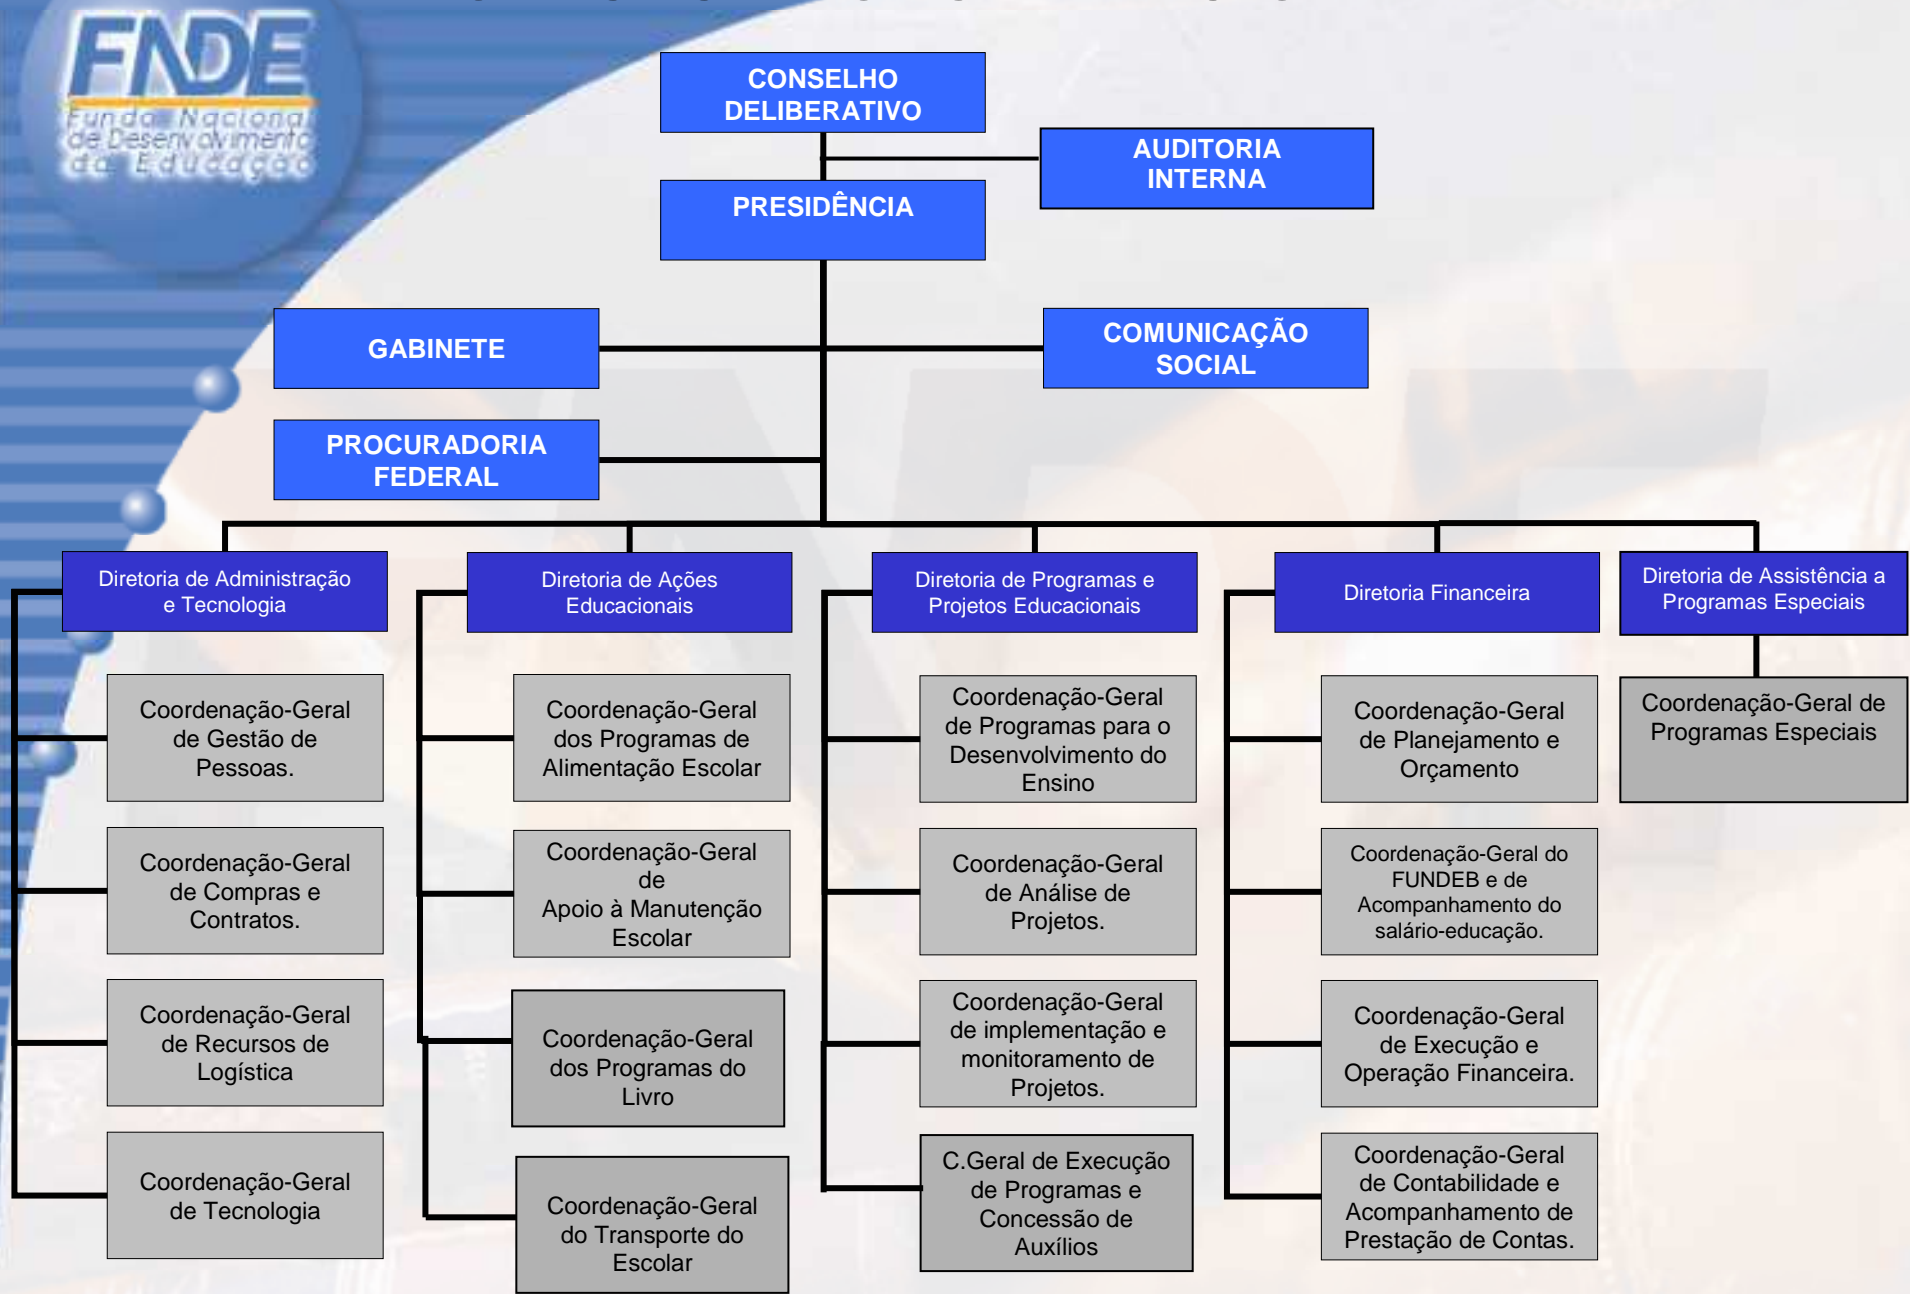 FNDE
Fundo Nacional
de Desenvolvimento
da Educação
CONSELHO
DELIBERATIVO
AUDITORIA
INTERNA
PRESIDÊNCIA
GABINETE
COMUNICAÇÃO
SOCIAL
PROCURADORIA
FEDERAL
Diretoria de Administração
e Tecnologia
Diretoria de Ações
Educacionais
Diretoria de Programas e
Projetos Educacionais
Diretoria Financeira
Diretoria de Assistência a
Programas Especiais
Coordenação-Geral
de Gestão de
Pessoas.
Coordenação-Geral
dos Programas de
Alimentação Escolar
Coordenação-Geral
de Programas para o
Desenvolvimento do
Ensino
Coordenação-Geral
de Planejamento e
Orçamento
Coordenação-Geral de
Programas Especiais
Coordenação-Geral
de Compras e
Contratos.
Coordenação-Geral
de
Apoio à Manutenção
Escolar
Coordenação-Geral
de Análise de
Projetos.
Coordenação-Geral do
FUNDEB e de
Acompanhamento do
salário-educação.
Coordenação-Geral
de Recursos de
Logística
Coordenação-Geral
dos Programas do
Livro
Coordenação-Geral
de implementação e
monitoramento de
Projetos.
Coordenação-Geral
de Execução e
Operação Financeira.
Coordenação-Geral
de Tecnologia
Coordenação-Geral
do Transporte do
Escolar
C.Geral de Execução
de Programas e
Concessão de
Auxílios
Coordenação-Geral
de Contabilidade e
Acompanhamento de
Prestação de Contas.